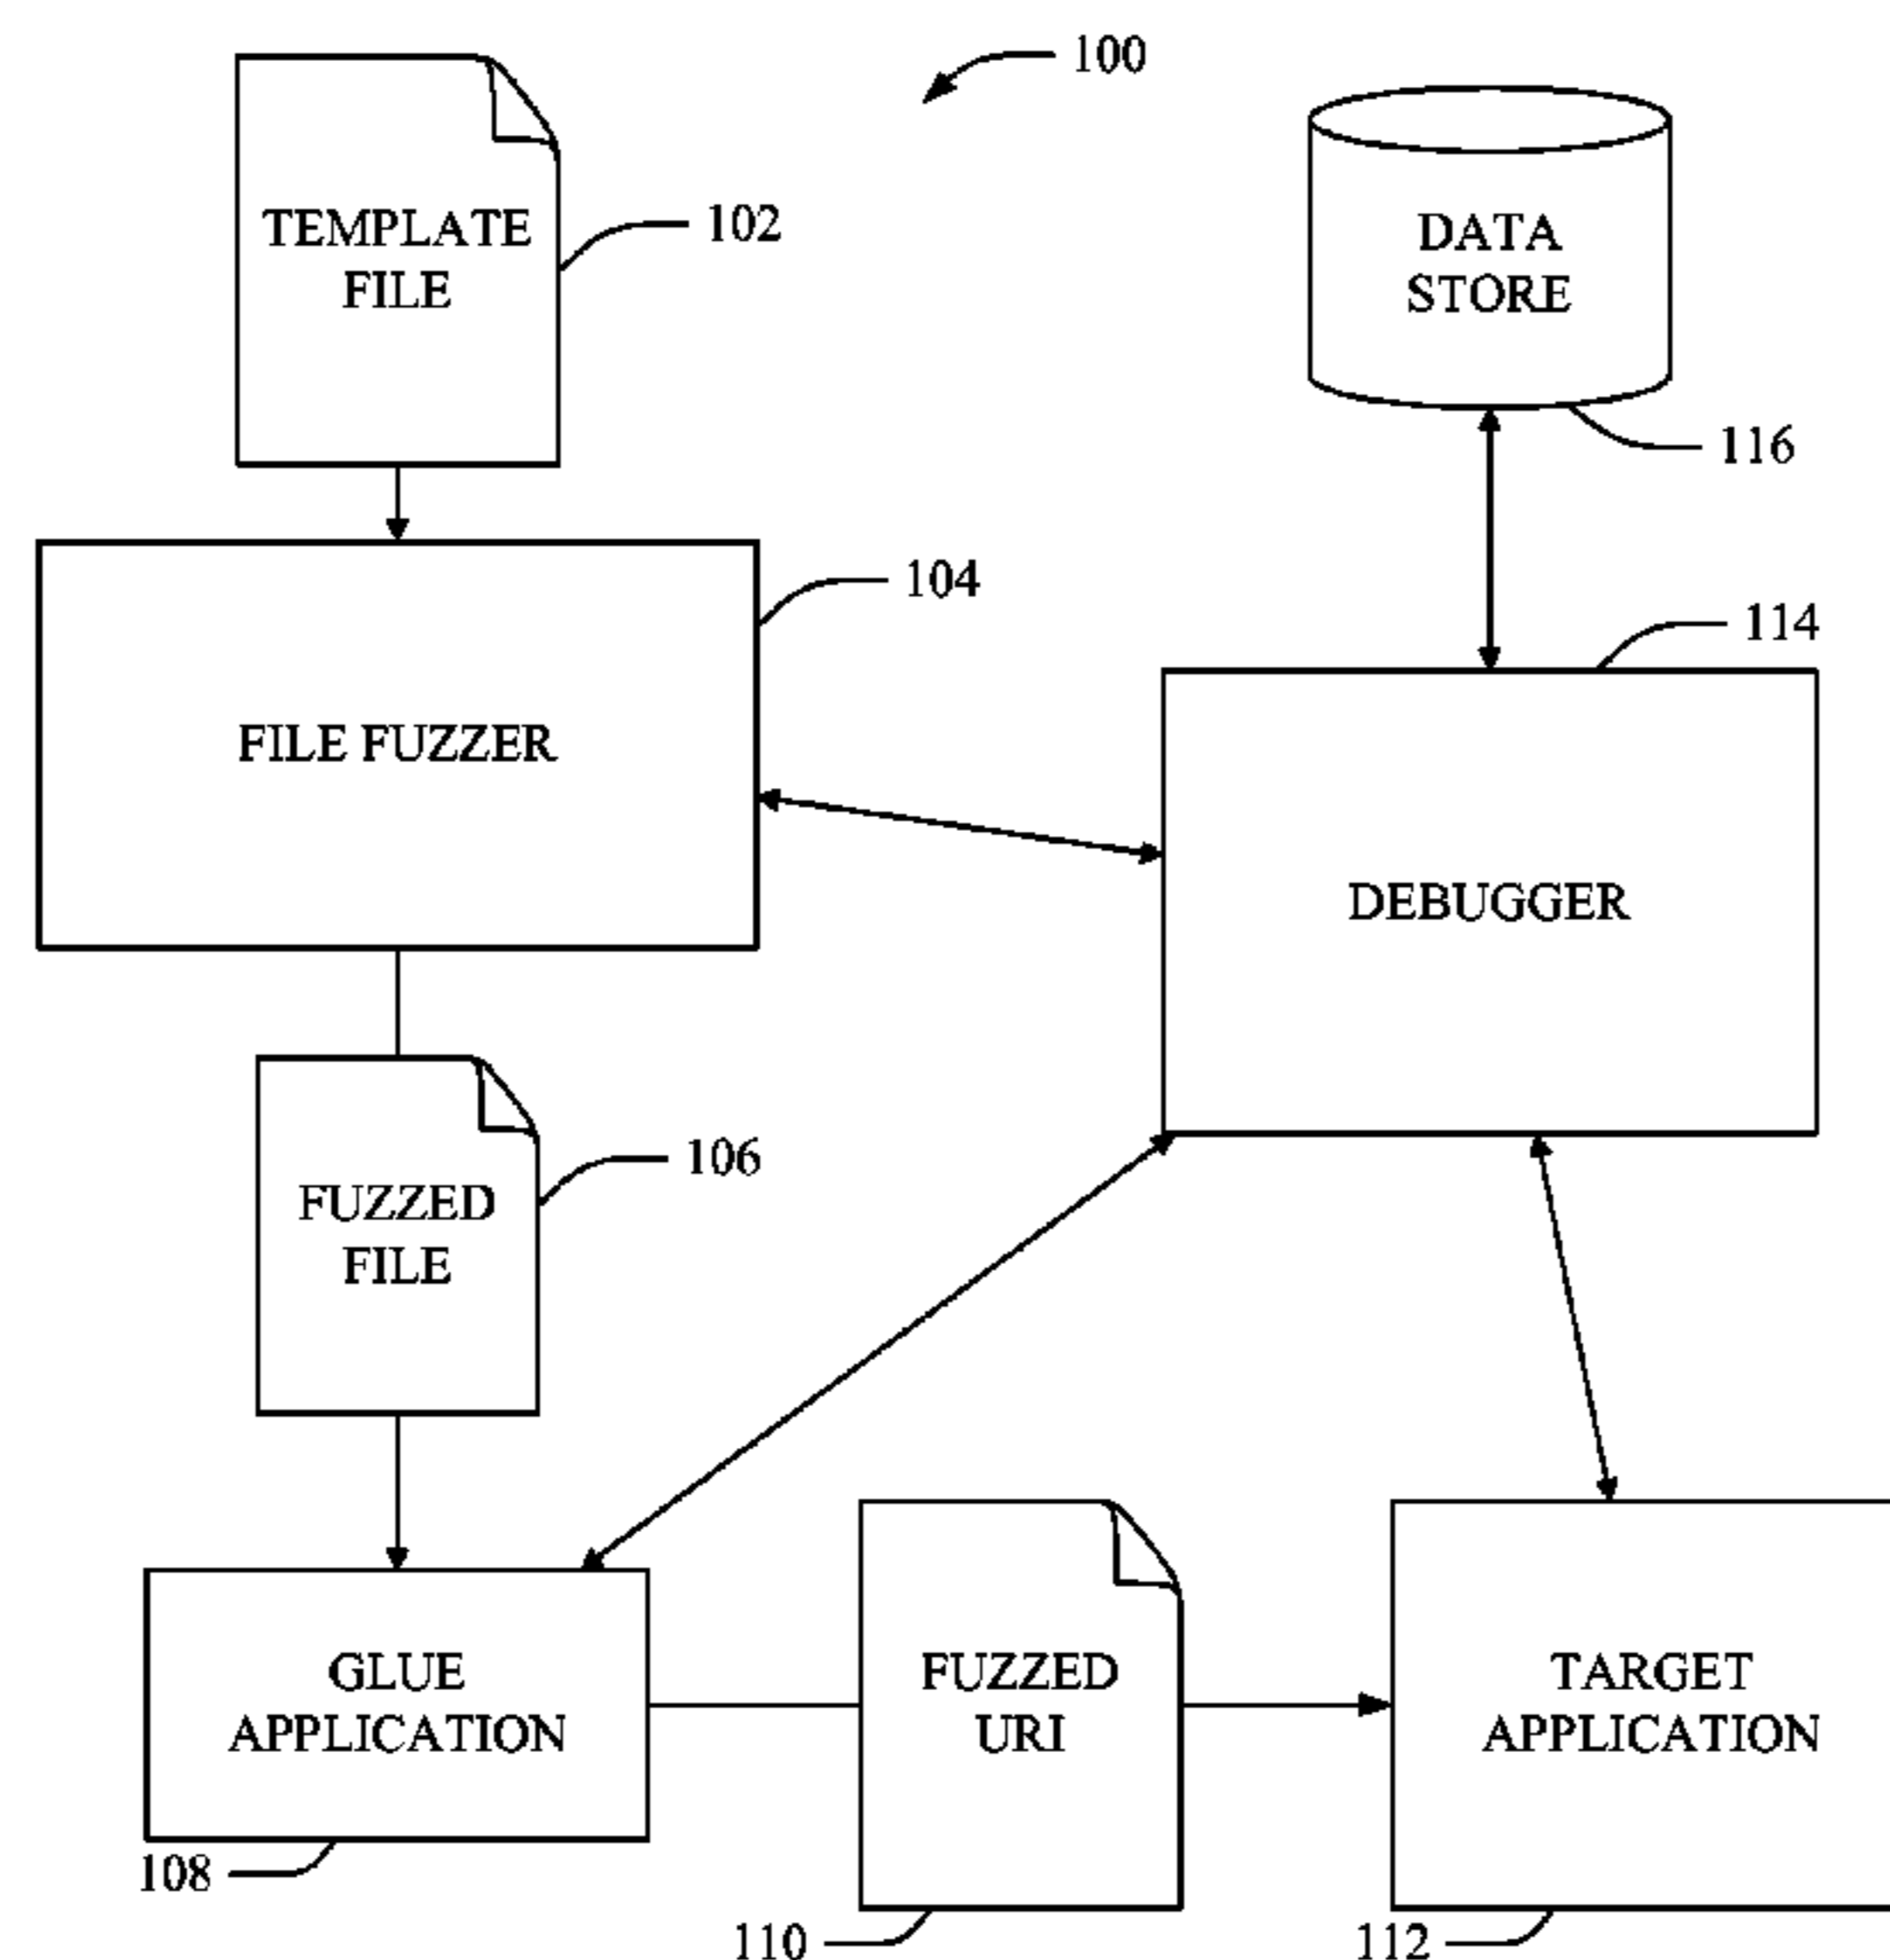 100
TEMPLATE
FILE
102
DATA
STORE
116
104
FILE FUZZER
114
DEBUGGER
106
FUZZED
FILE
GLUE
APPLICATION
108
FUZZED
URI
110
TARGET
APPLICATION
112